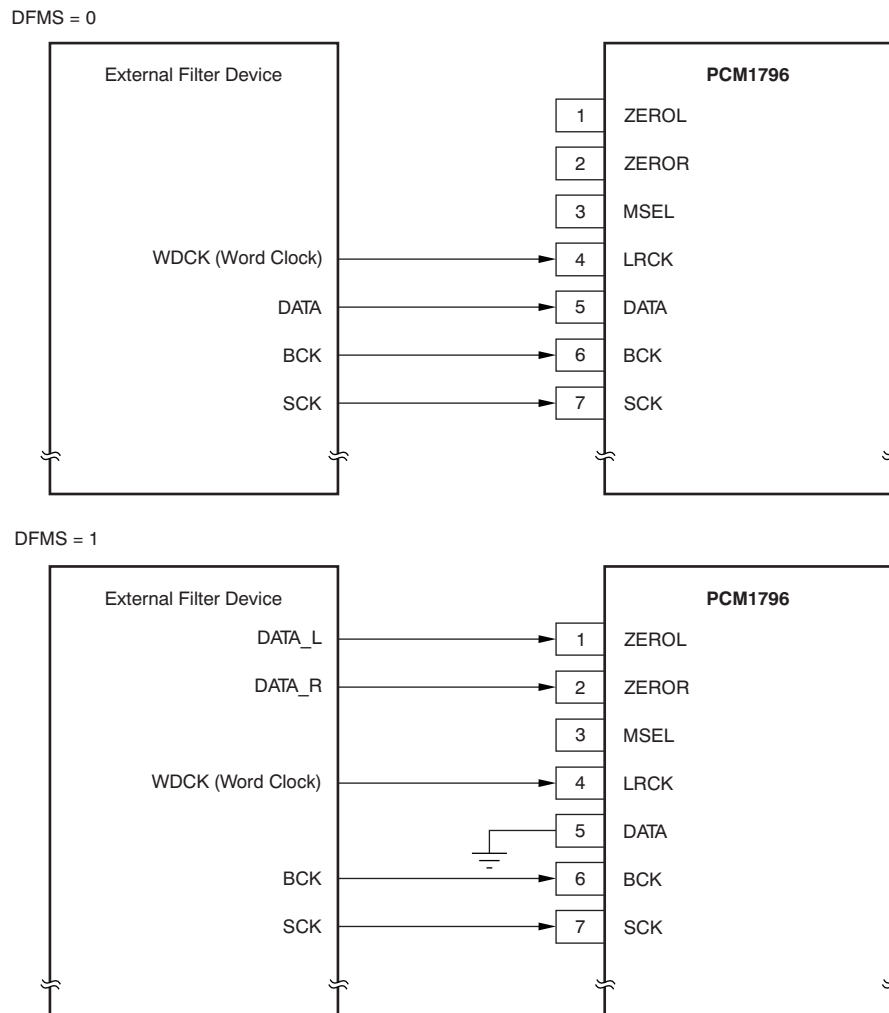 DFMS = 0
External Filter Device
PCM1796
1 ZEROL
2 ZEROR
3 MSEL
WDCK (Word Clock) 4 LRCK
DATA 5 DATA
BCK 6 BCK
SCK 7 SCK
DFMS = 1
External Filter Device
PCM1796
DATA_L 1 ZEROL
DATA_R 2 ZEROR
3 MSEL
WDCK (Word Clock) 4 LRCK
5 DATA
BCK 6 BCK
SCK 7 SCK